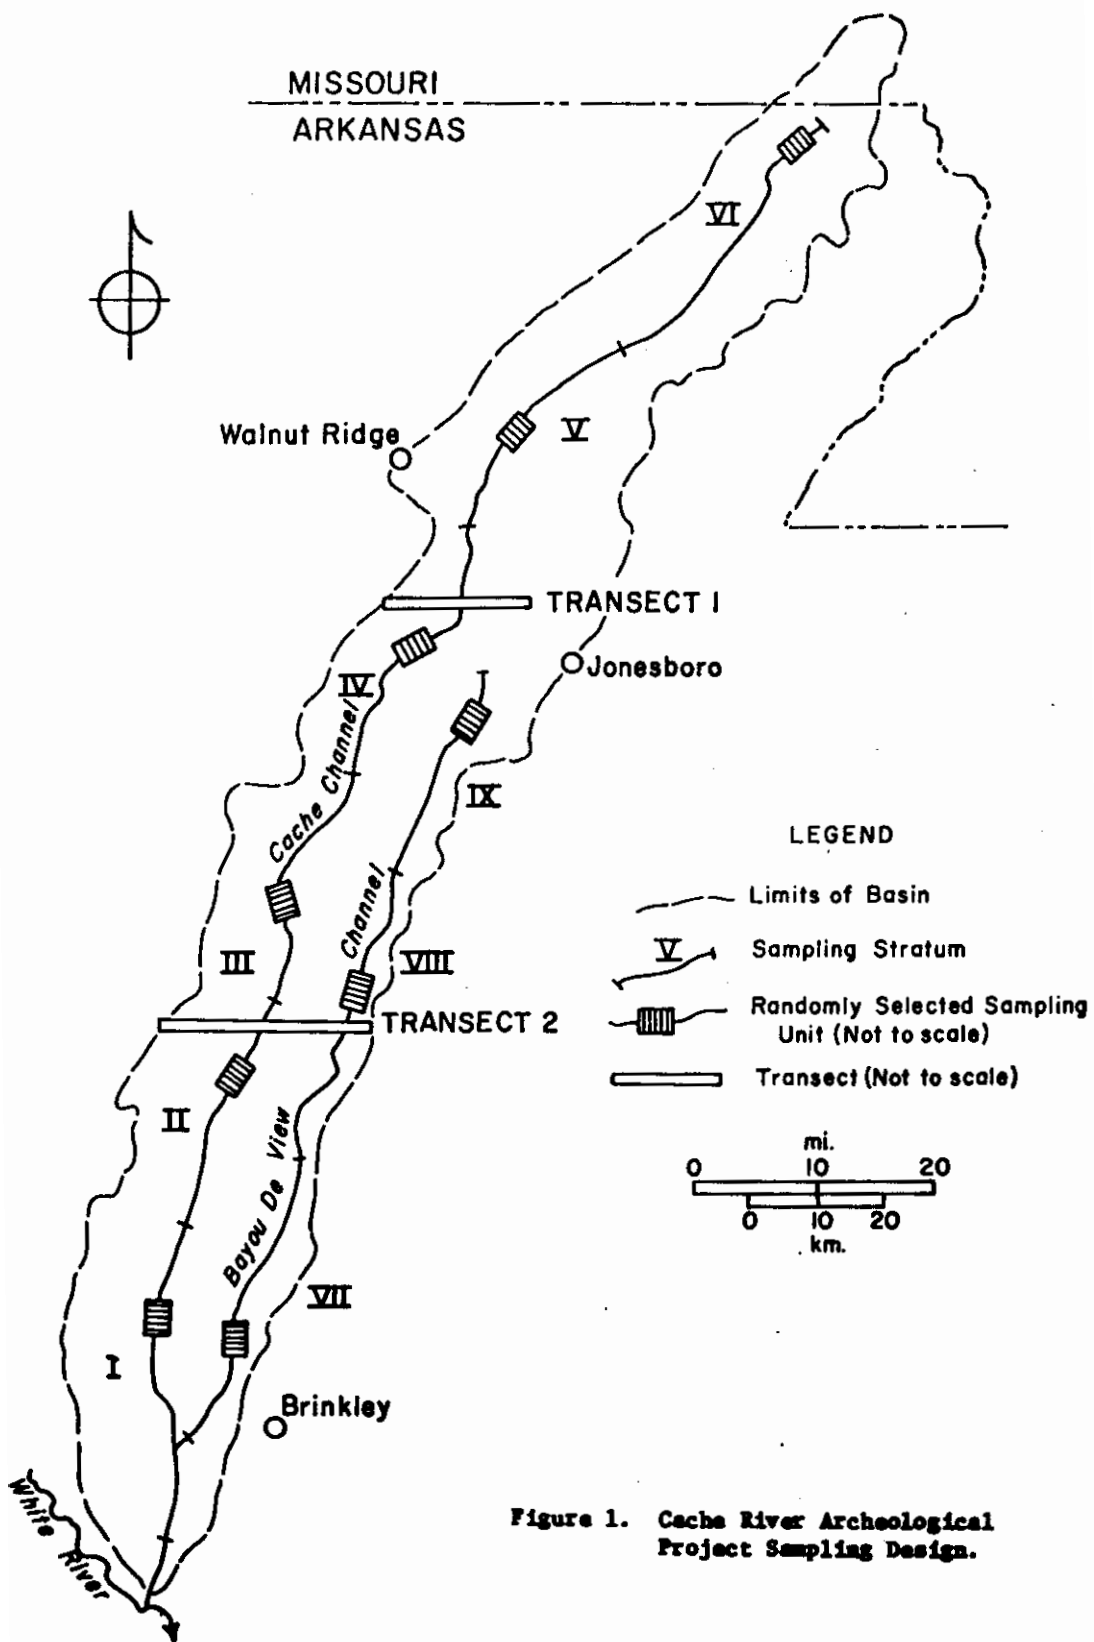 MISSOURI
ARKANSAS
VI
Walnut Ridge
V
TRANSECT 1
Jonesboro
IV
Cache Channel
IX
LEGEND
Limits of Basin
V
Sampling Stratum
Randomly Selected Sampling
Unit (Not to scale)
Transect (Not to scale)
Channel
III
VIII
TRANSECT 2
II
Bayou De View
mi.
0 10 20
0 10 20
km.
VII
I
Brinkley
White River
Figure 1. Cache River Archeological
Project Sampling Design.